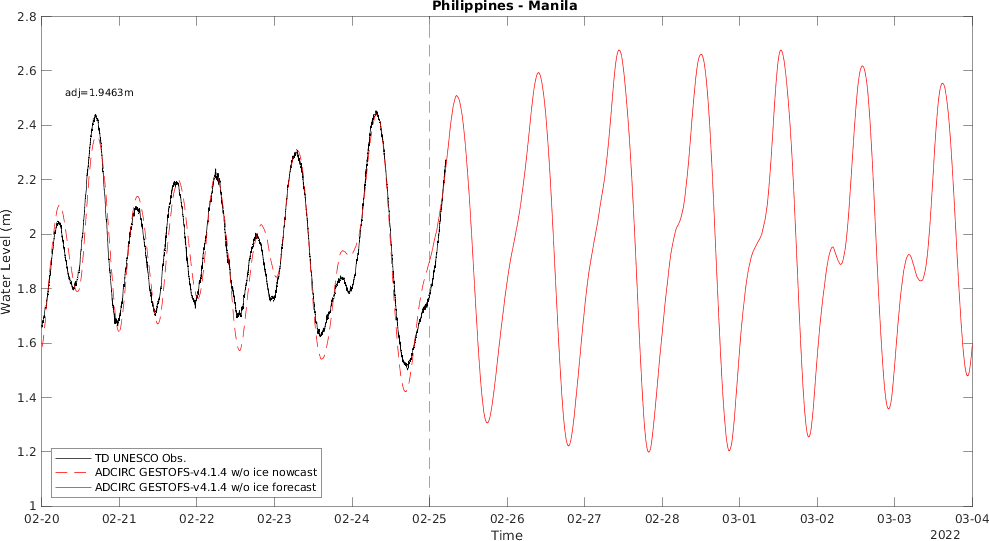 Philippines - Manila
2.8
2.6
adj=1.9463m
2.4
2.2
2
1.8
1.6
1.4
1.2
1
Water Level (m)
TD UNESCO Obs.
ADCIRC GESTOFS-v4.1.4 w/o ice nowcast
ADCIRC GESTOFS-v4.1.4 w/o ice forecast
02-20 02-21 02-22 02-23 02-24 02-25 02-26 02-27 02-28 03-01 03-02 03-03 03-04
Time
2022